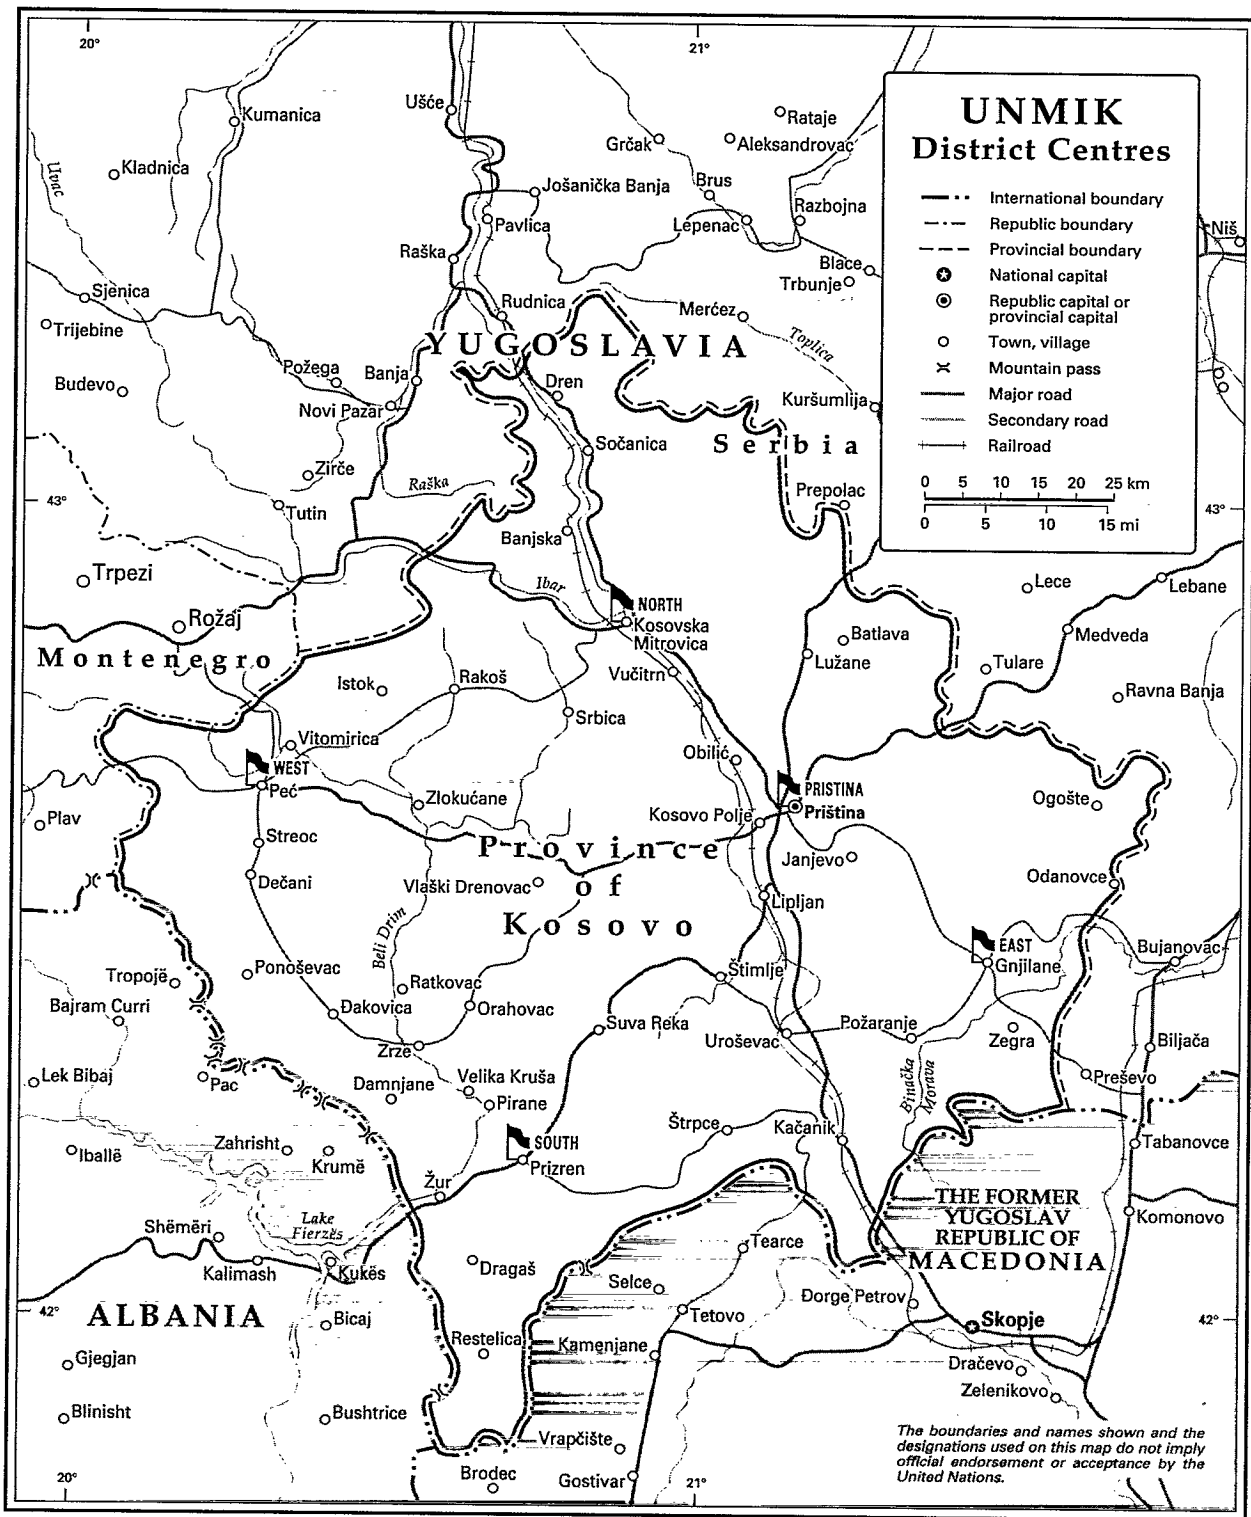 20°
21°
UNMIK
District Centres
International boundary
Republic boundary
Provincial boundary
National capital
Republic capital or
provincial capital
Town, village
Mountain pass
Major road
Secondary road
Railroad
0 5 10 15 20 25 km
0 5 10 15 mi
Ušće
Kumanica
Rataje
Grčak
Aleksandrovac
Kladnica
Uvac
Jošanička Banja
Brus
Razbojna
Pavlica
Lepenac
Niš
Raška
Blace
Trbunje
Sjenica
Rudnica
Merćez
Trijebine
YUGOSLAVIA
Toplica
Požega
Banja
Budevo
Dren
Novi Pazar
Kuršumlija
Sočanica
Serbia
Zirče
Raška
43°
Prepolac
43°
Tutin
Banjska
Trpezi
Ibar
Lece
Lebane
Rožaj
NORTH
Kosovska
Mitrovica
Batlava
Medveda
Montenegro
Lužane
Tulare
Istok
Rakoš
Vučitrn
Ravna Banja
Srbica
Vitomirica
Obilić
WEST
Peć
PRISTINA
Priština
Zlokućane
Ogošte
Plav
Kosovo Polje
Streoc
Province
of
Kosovo
Janjevo
Dečani
Vlaški Drenovac
Odanovce
Lipljan
Beli Drim
EAST
Gnjilane
Bujanovac
Tropojë
Ponoševac
Štimlje
Ratkovac
Bajram Curri
Đakovica
Orahovac
Suva Reka
Požaranje
Uroševac
Zegra
Biljača
Zrze
Lek Bibaj
Pac
Damnjane
Velika Kruša
Binačka
Morava
Preševo
Pirane
Štrpce
Kačanik
Zahrisht
SOUTH
Prizren
Tabanovce
Iballë
Krumë
Žur
THE FORMER
YUGOSLAV
REPUBLIC OF
MACEDONIA
Komonovo
Shëmëri
Lake
Fierzës
Tearce
Kalimash
Kukës
Dragaš
Selce
Đorge Petrov
42°
ALBANIA
Bicaj
Tetovo
Skopje
42°
Restelica
Kamenjane
Gjegjan
Dračevo
Zelenikovo
Blinisht
Bushtrice
Vrapčište
The boundaries and names shown and the
designations used on this map do not imply
official endorsement or acceptance by the
United Nations.
Brodec
Gostivar
20°
21°